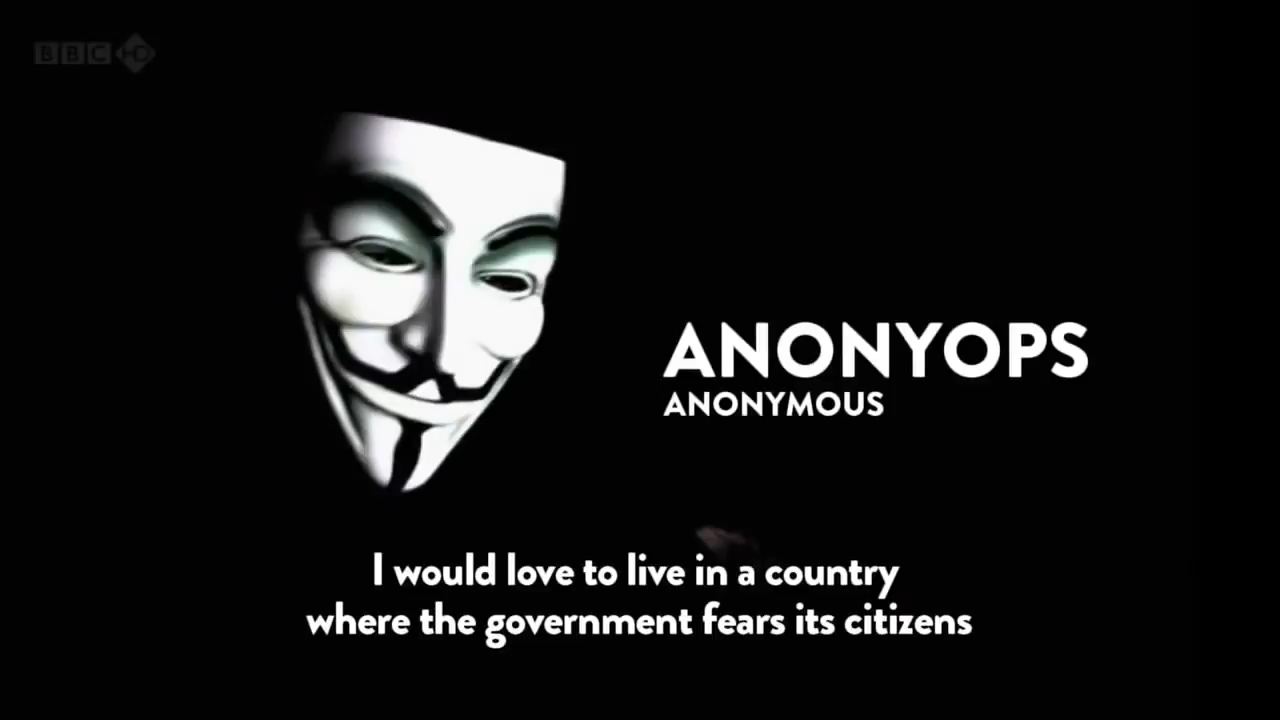 BBC HD
ANONYOPS
ANONYMOUS
I would love to live in a country
where the government fears its citizens